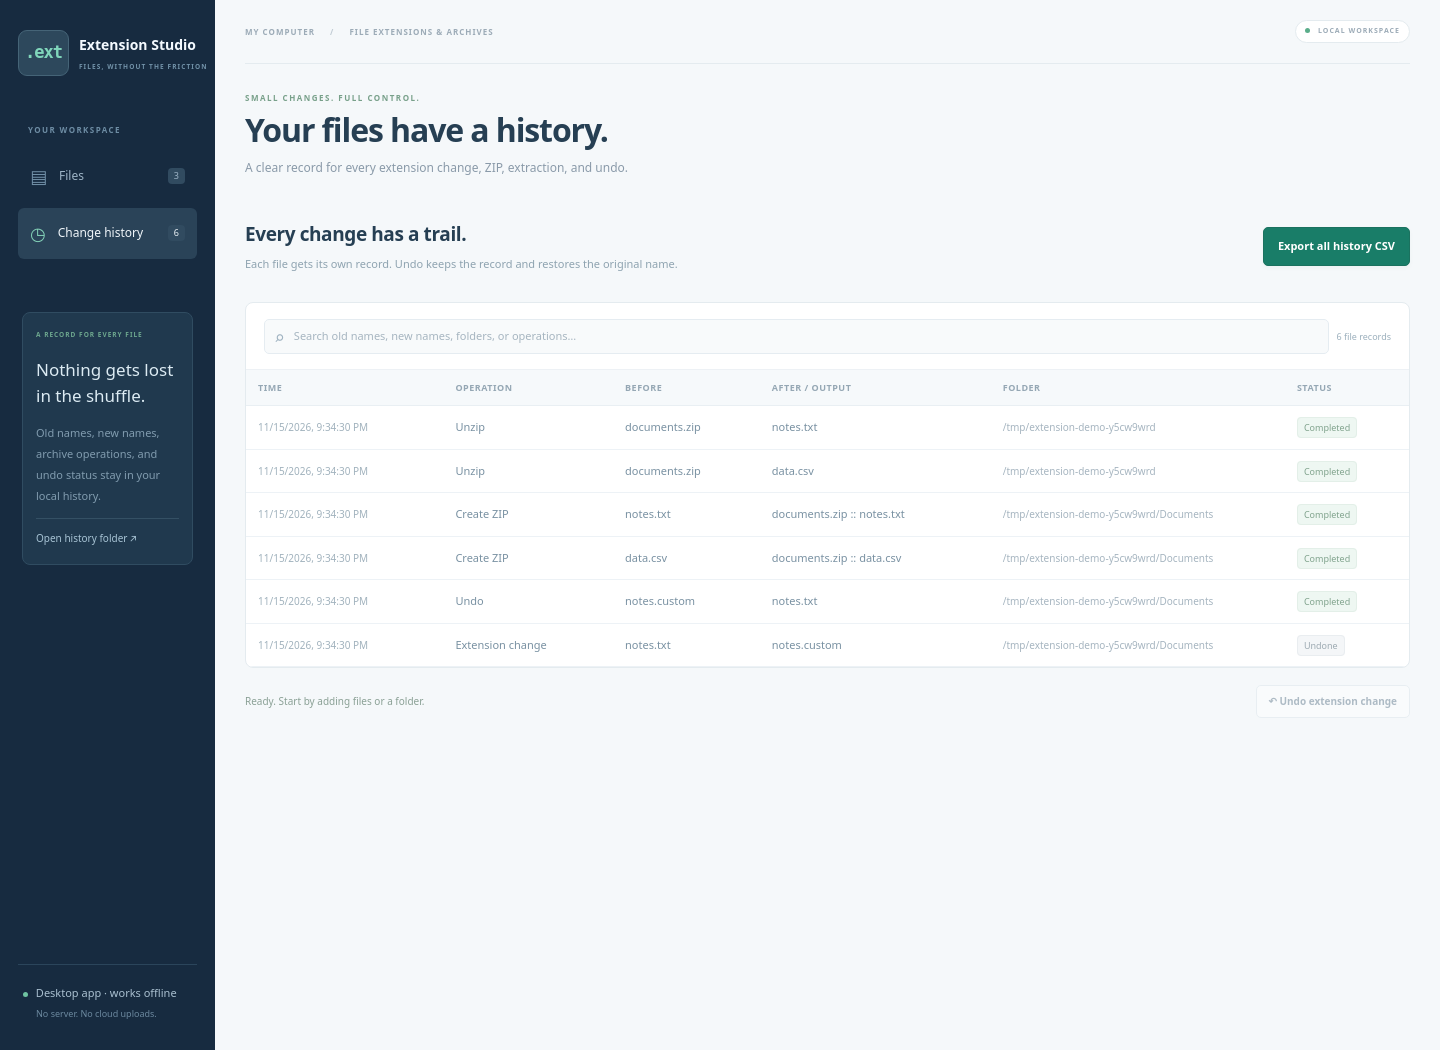 .ext
Extension Studio
FILES, WITHOUT THE FRICTION
YOUR WORKSPACE
Files 3
Change history 6
A RECORD FOR EVERY FILE
Nothing gets lost
in the shuffle.
Old names, new names,
archive operations, and
undo status stay in your
local history.
Open history folder ↗
Desktop app · works offline
No server. No cloud uploads.
MY COMPUTER / FILE EXTENSIONS & ARCHIVES
LOCAL WORKSPACE
SMALL CHANGES. FULL CONTROL.
Your files have a history.
A clear record for every extension change, ZIP, extraction, and undo.
Every change has a trail.
Each file gets its own record. Undo keeps the record and restores the original name.
Export all history CSV
Search old names, new names, folders, or operations...
6 file records
TIME OPERATION BEFORE AFTER / OUTPUT FOLDER STATUS
11/15/2026, 9:34:30 PM Unzip documents.zip notes.txt /tmp/extension-demo-y5cw9wrd Completed
11/15/2026, 9:34:30 PM Unzip documents.zip data.csv /tmp/extension-demo-y5cw9wrd Completed
11/15/2026, 9:34:30 PM Create ZIP notes.txt documents.zip :: notes.txt /tmp/extension-demo-y5cw9wrd/Documents Completed
11/15/2026, 9:34:30 PM Create ZIP data.csv documents.zip :: data.csv /tmp/extension-demo-y5cw9wrd/Documents Completed
11/15/2026, 9:34:30 PM Undo notes.custom notes.txt /tmp/extension-demo-y5cw9wrd/Documents Completed
11/15/2026, 9:34:30 PM Extension change notes.txt notes.custom /tmp/extension-demo-y5cw9wrd/Documents Undone
Ready. Start by adding files or a folder.
↶ Undo extension change